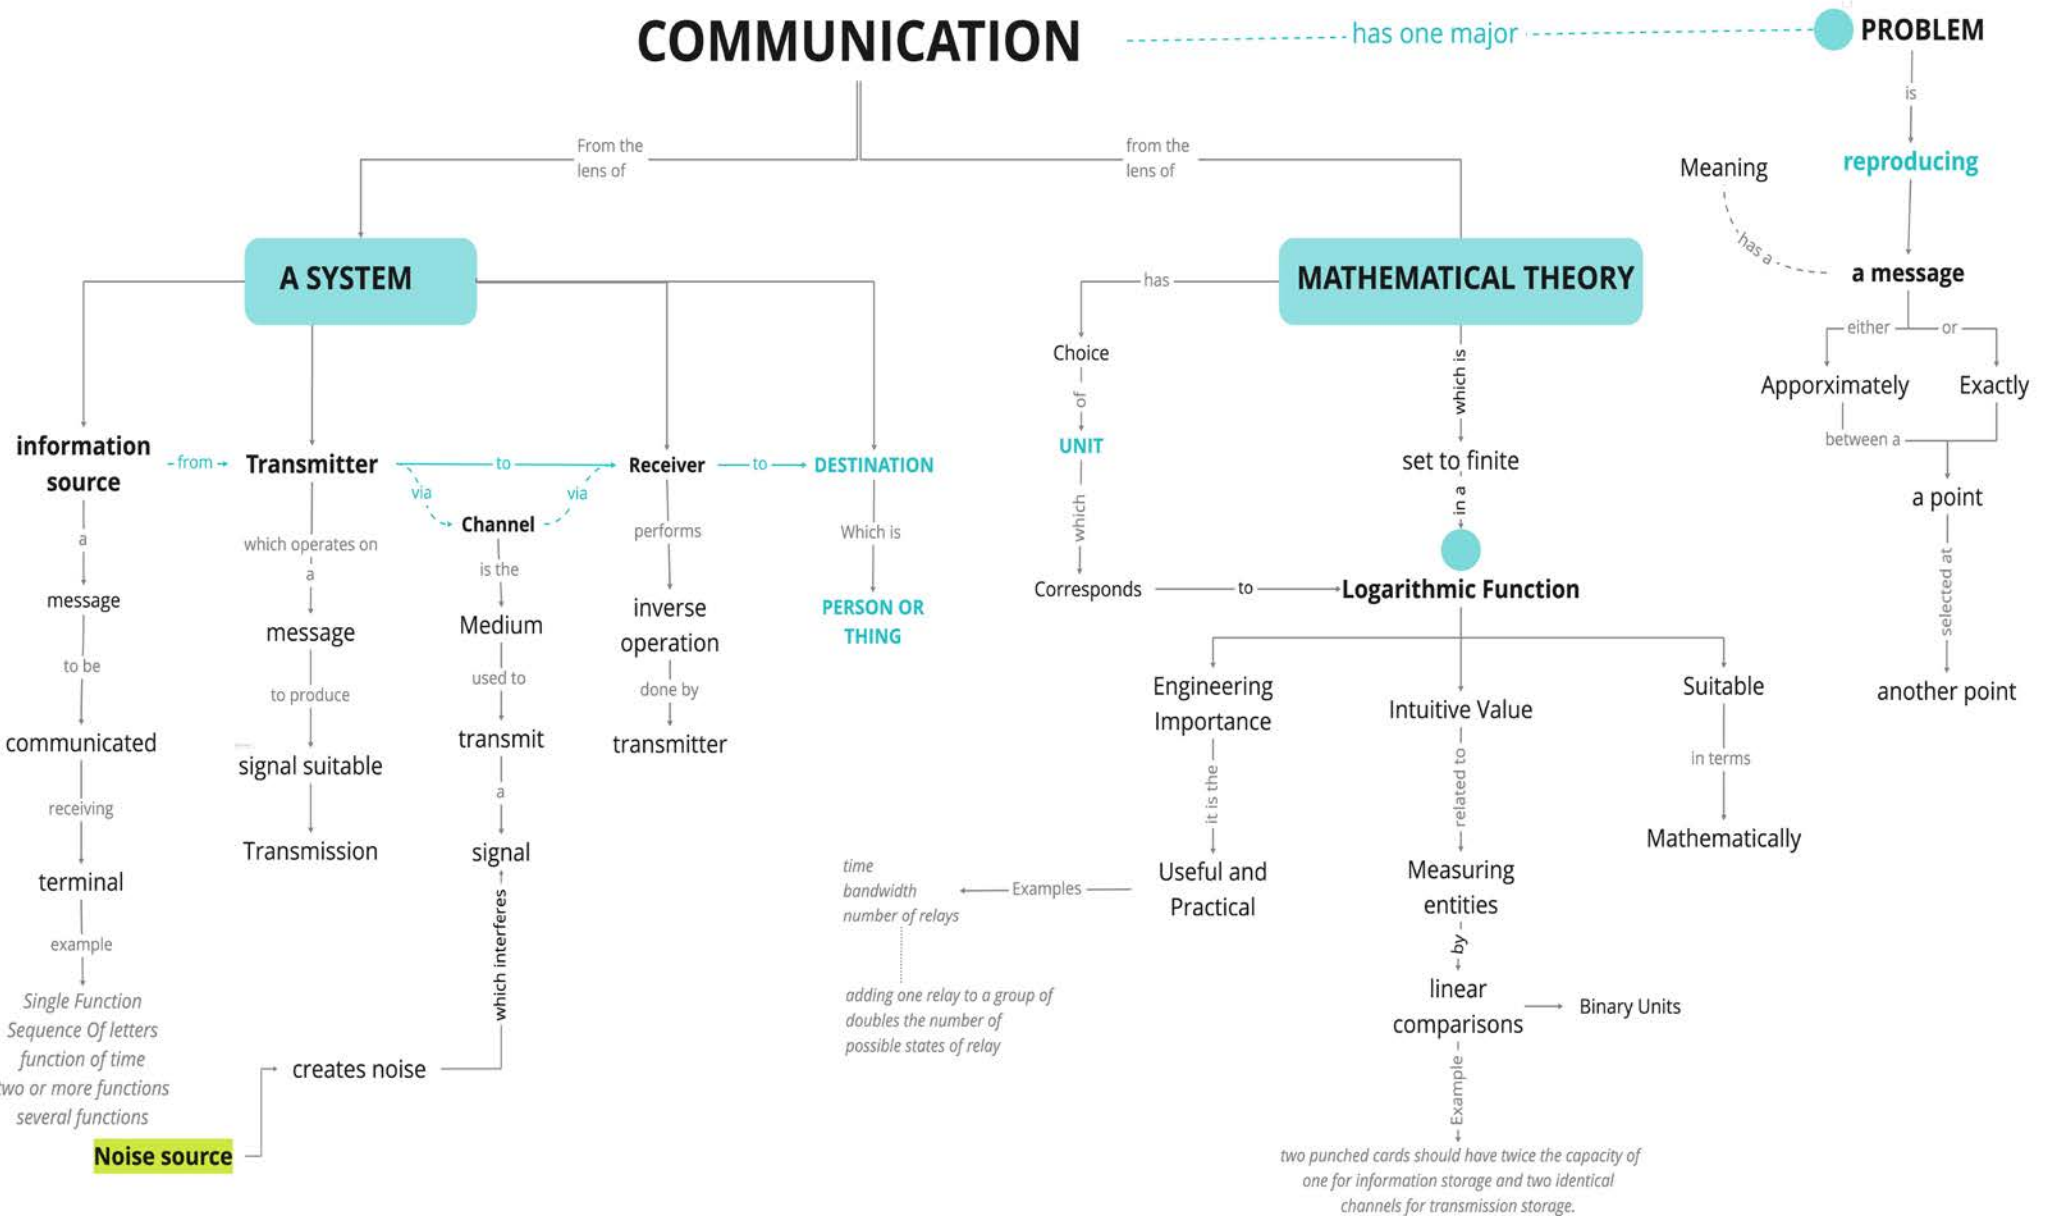 COMMUNICATION
has one major
PROBLEM
is
reproducing
Meaning
has a
a message
either
or
Apporximately
Exactly
between a
a point
selected at
another point
From the
lens of
from the
lens of
A SYSTEM
MATHEMATICAL THEORY
information
source
from
Transmitter
to
via
via
Channel
Receiver
to
DESTINATION
a
message
to be
communicated
receiving
terminal
example
Single Function
Sequence Of letters
function of time
two or more functions
several functions
which operates on
a
message
to produce
signal suitable
Transmission
is the
Medium
used to
transmit
a
signal
which interferes
creates noise
Noise source
performs
inverse
operation
done by
transmitter
Which is
PERSON OR
THING
has
Choice
of
UNIT
which
Corresponds
to
which is
set to finite
in a
Logarithmic Function
Engineering
Importance
it is the
Useful and
Practical
Examples
time
bandwidth
number of relays
adding one relay to a group of
doubles the number of
possible states of relay
Intuitive Value
related to
Measuring
entities
by
linear
comparisons
Binary Units
Example
two punched cards should have twice the capacity of
one for information storage and two identical
channels for transmission storage.
Suitable
in terms
Mathematically